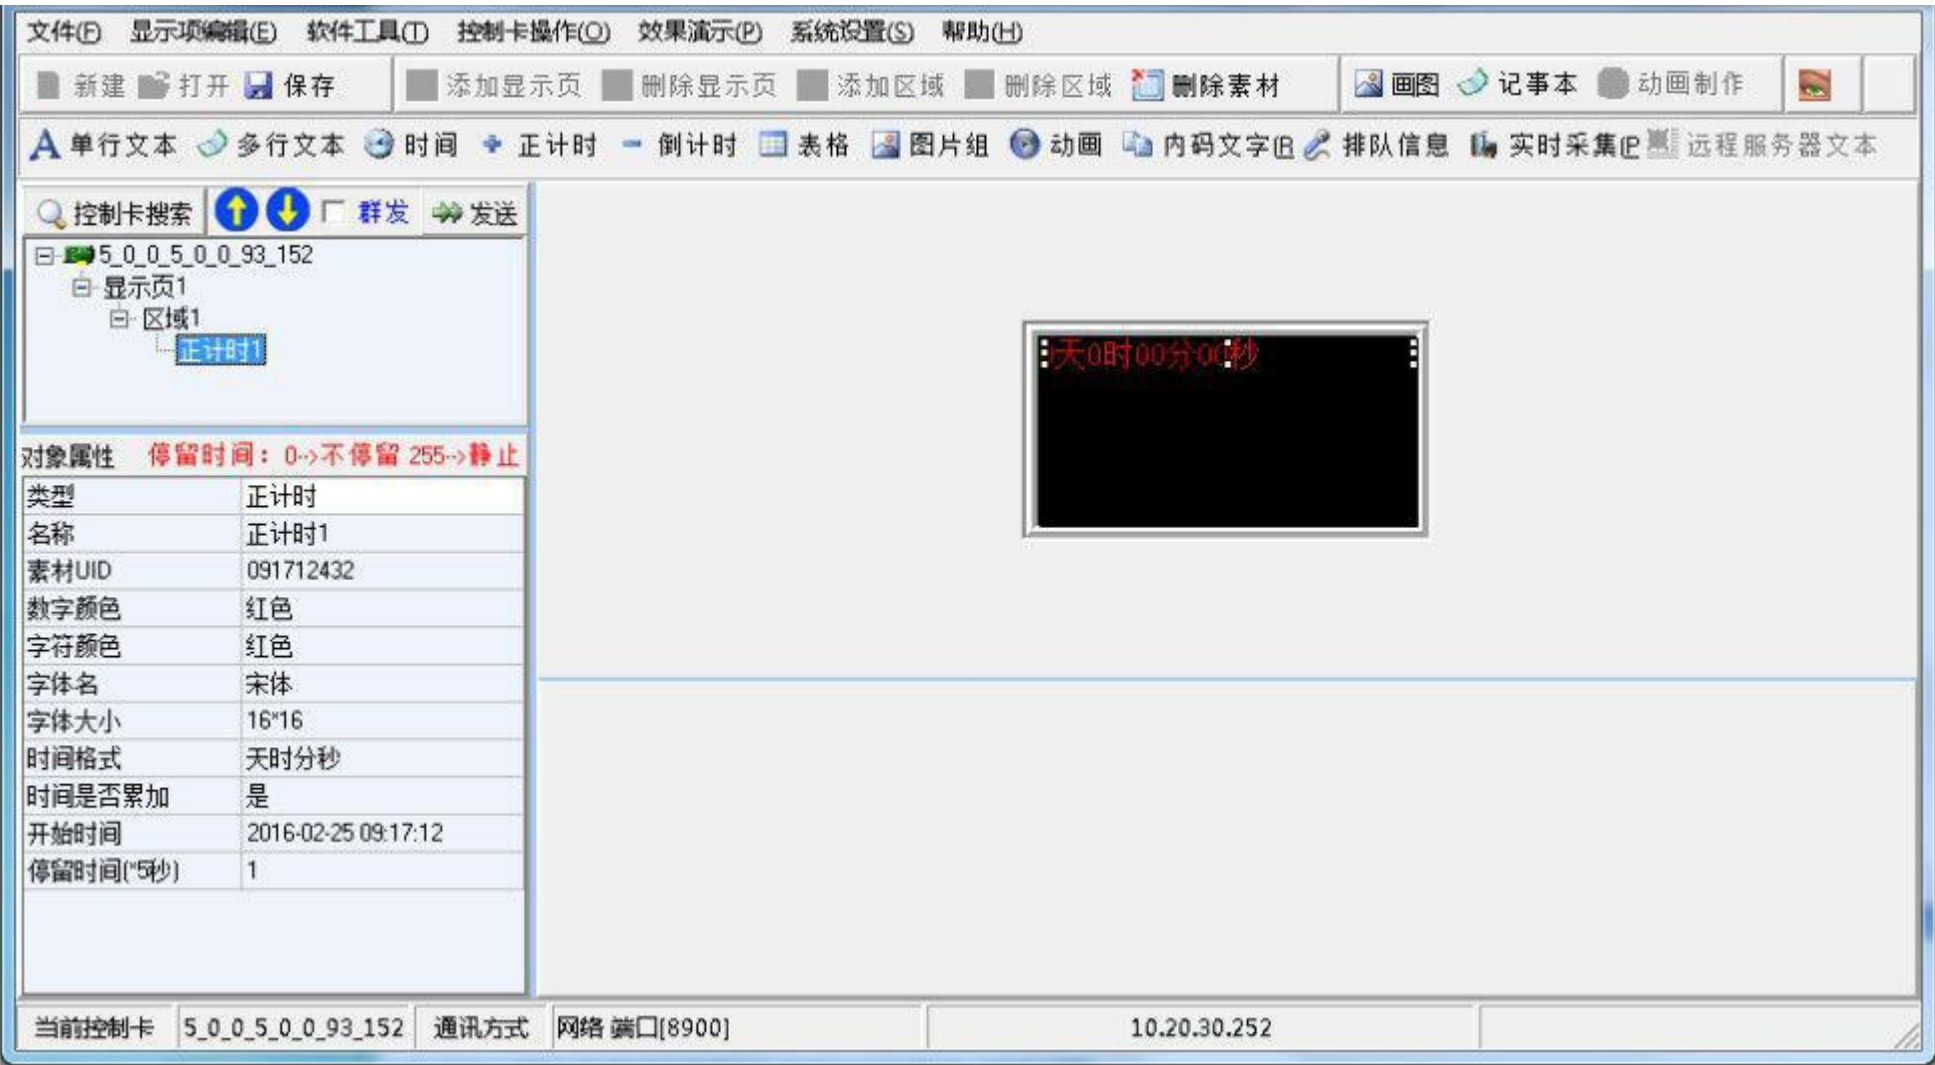 文件(F) 显示项编辑(E) 软件工具(T) 控制卡操作(O) 效果演示(P) 系统设置(S) 帮助(H)
新建 打开 保存 添加显示页 删除显示页 添加区域 删除区域 删除素材 画图 记事本 动画制作
A 单行文本 多行文本 时间 正计时 倒计时 表格 图片组 动画 内码文字(R 排队信息 实时采集(P 远程服务器文本
控制卡搜索 群发 发送
5_0_0_5_0_0_93_152
显示页1
区域1
正计时1
天0时00分00秒
对象属性 停留时间: 0-->不停留 255-->静止
类型 正计时
名称 正计时1
素材UID 091712432
数字颜色 红色
字符颜色 红色
字体名 宋体
字体大小 16*16
时间格式 天时分秒
时间是否累加 是
开始时间 2016-02-25 09:17:12
停留时间(*5秒) 1
当前控制卡 5_0_0_5_0_0_93_152 通讯方式 网络 端口[8900] 10.20.30.252